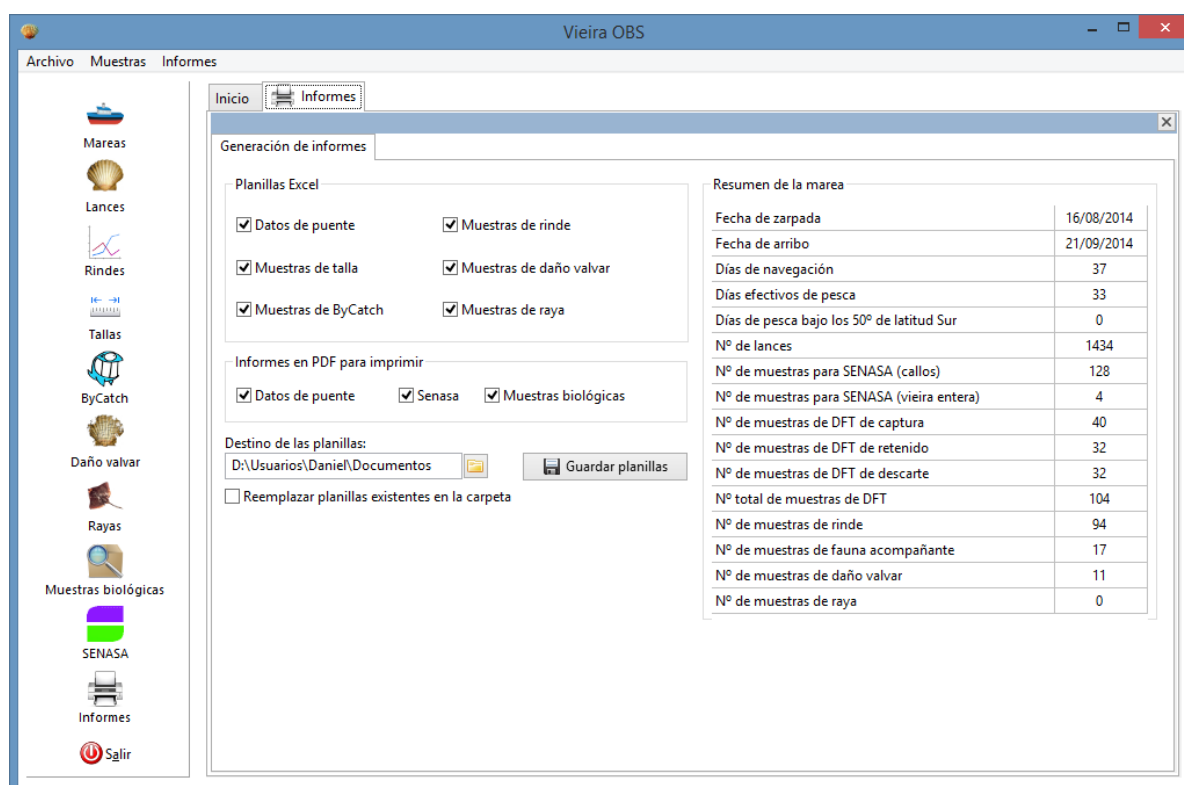 Vieira OBS
Archivo Muestras Informes
Mareas
Lances
Rindes
Tallas
ByCatch
Daño valvar
Rayas
Muestras biológicas
SENASA
Informes
Salir
Inicio Informes
Generación de informes
Planillas Excel
Datos de puente Muestras de rinde
Muestras de talla Muestras de daño valvar
Muestras de ByCatch Muestras de raya
Informes en PDF para imprimir
Datos de puente Senasa Muestras biológicas
Destino de las planillas:
D:\Usuarios\Daniel\Documentos Guardar planillas
Reemplazar planillas existentes en la carpeta
Resumen de la marea
Fecha de zarpada 16/08/2014
Fecha de arribo 21/09/2014
Días de navegación 37
Días efectivos de pesca 33
Días de pesca bajo los 50º de latitud Sur 0
Nº de lances 1434
Nº de muestras para SENASA (callos) 128
Nº de muestras para SENASA (vieira entera) 4
Nº de muestras de DFT de captura 40
Nº de muestras de DFT de retenido 32
Nº de muestras de DFT de descarte 32
Nº total de muestras de DFT 104
Nº de muestras de rinde 94
Nº de muestras de fauna acompañante 17
Nº de muestras de daño valvar 11
Nº de muestras de raya 0